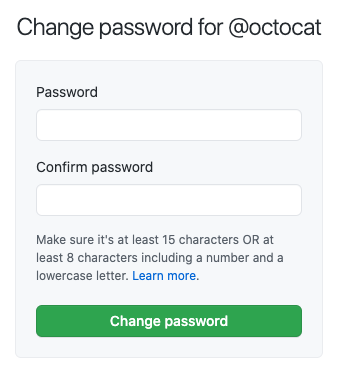 Change password for @octocat
Password
Confirm password
Make sure it's at least 15 characters OR at
least 8 characters including a number and a
lowercase letter. Learn more.
Change password